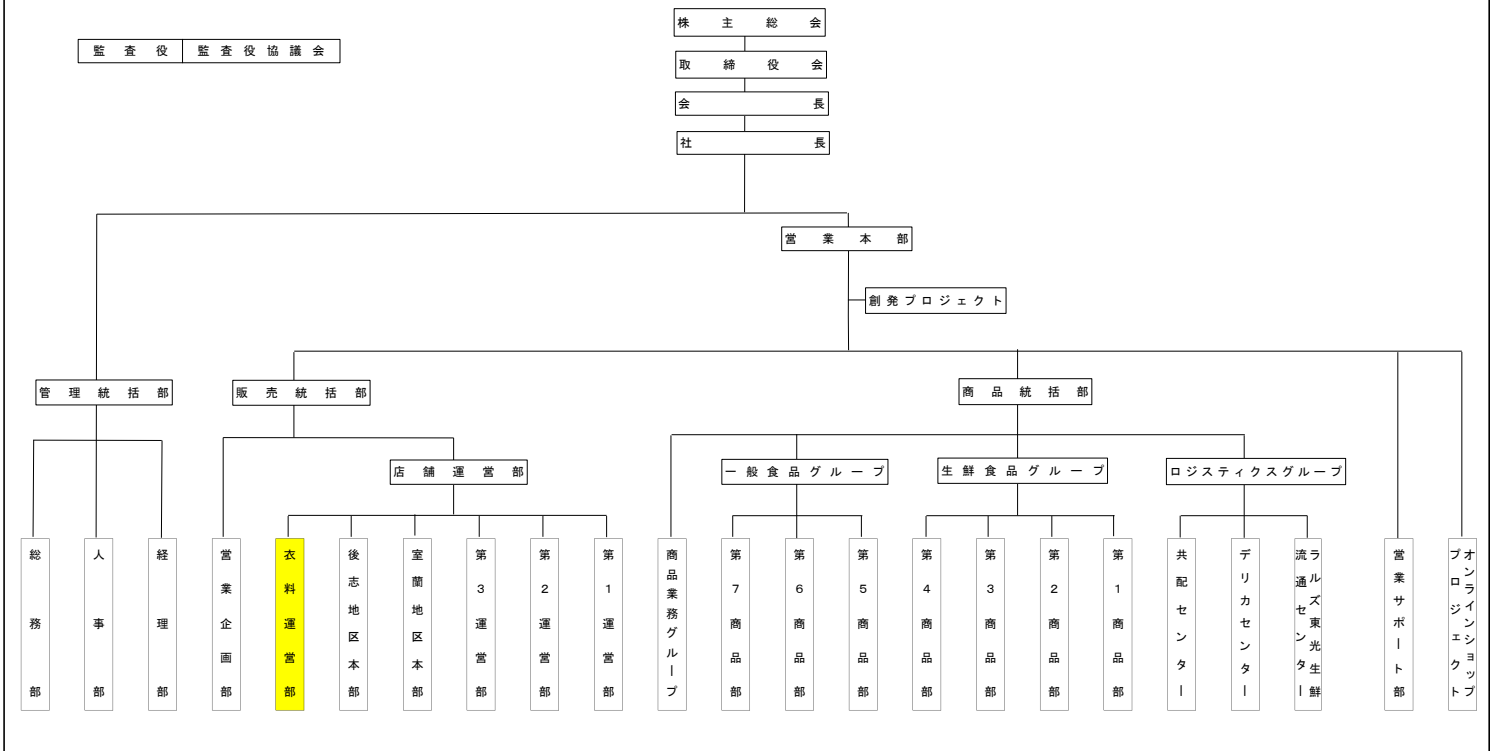 株主総会
監査役 監査役協議会
取締役会
会長
社長
営業本部
創発プロジェクト
管理統括部
販売統括部
商品統括部
店舗運営部
一般食品グループ
生鮮食品グループ
ロジスティクスグループ
総務部
人事部
経理部
営業企画部
衣料運営部
後志地区本部
室蘭地区本部
第3運営部
第2運営部
第1運営部
商品業務グループ
第7商品部
第6商品部
第5商品部
第4商品部
第3商品部
第2商品部
第1商品部
共配センター
デリカセンター
ラルズ東光生鮮
流通センター
営業サポート部
オンラインショップ
プロジェクト